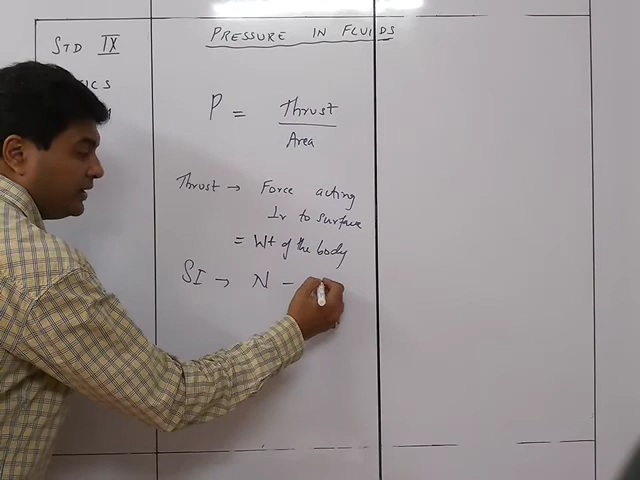 STD IX
PRESSURE IN FLUIDS
P = Thrust
Area
Thrust → Force acting
⊥r to surface
= Wt of the body
SI → N -